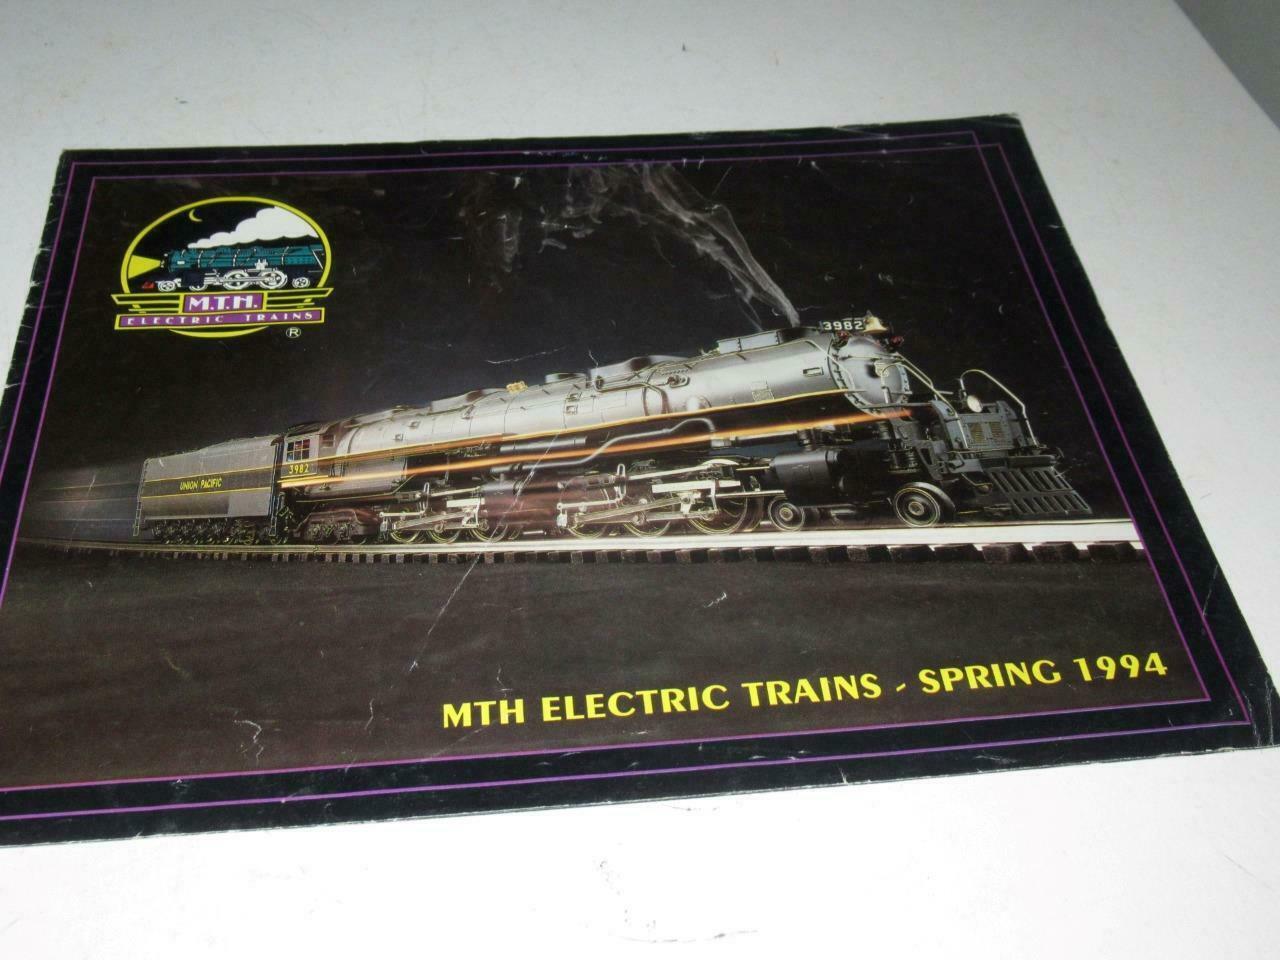 M.T.H.
ELECTRIC TRAINS
®
3982
3982
UNION PACIFIC
MTH ELECTRIC TRAINS - SPRING 1994